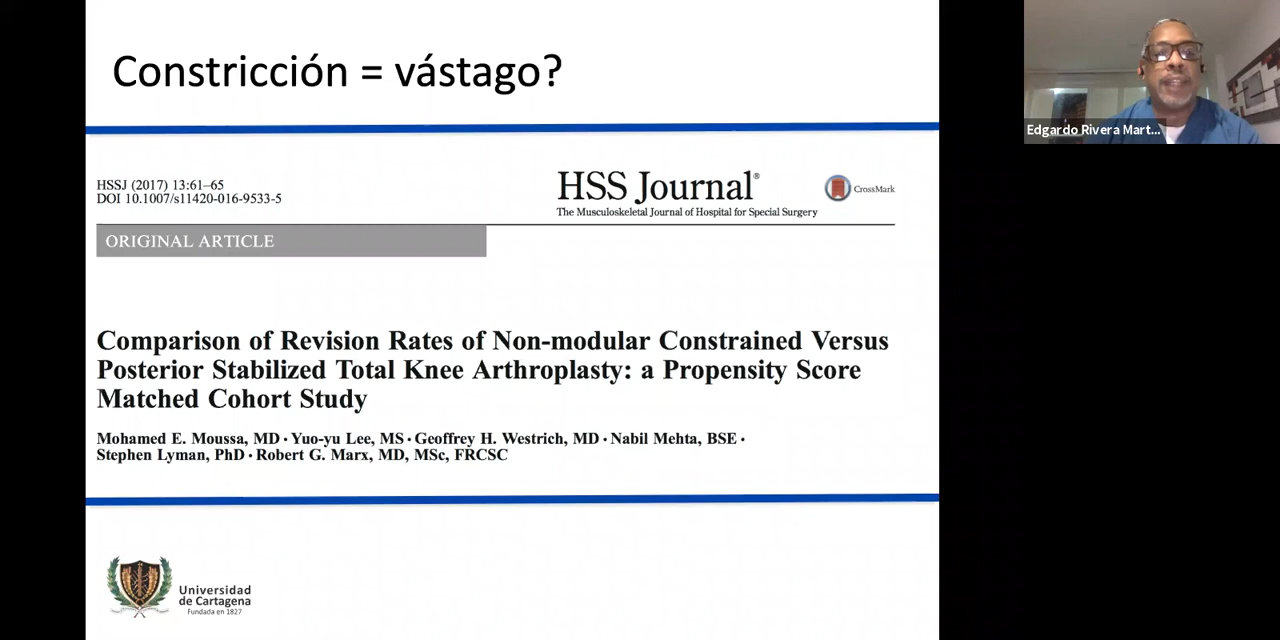 Constricción = vástago?
HSSJ (2017) 13:61–65
DOI 10.1007/s11420-016-9533-5
HSS Journal®
The Musculoskeletal Journal of Hospital for Special Surgery
CrossMark
ORIGINAL ARTICLE
Comparison of Revision Rates of Non-modular Constrained Versus
Posterior Stabilized Total Knee Arthroplasty: a Propensity Score
Matched Cohort Study
Mohamed E. Moussa, MD · Yuo-yu Lee, MS · Geoffrey H. Westrich, MD · Nabil Mehta, BSE ·
Stephen Lyman, PhD · Robert G. Marx, MD, MSc, FRCSC
Universidad
de Cartagena
Fundada en 1827
Edgardo Rivera Mart...